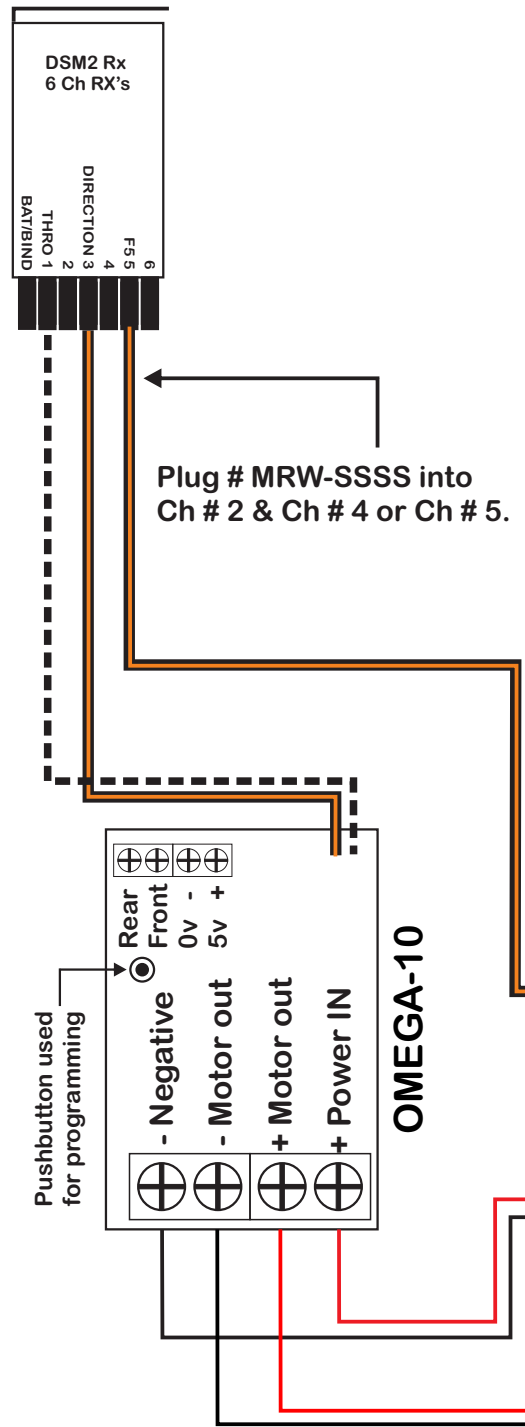 DSM2 Rx
6 Ch RX's
BAT/BIND
THRO 1
2
DIRECTION 3
4
F5 5
6
Plug # MRW-SSSS into
Ch # 2 & Ch # 4 or Ch # 5.
Rear
Front
0v -
5v +
Pushbutton used
for programming
- Negative
- Motor out
+ Motor out
+ Power IN
OMEGA-10